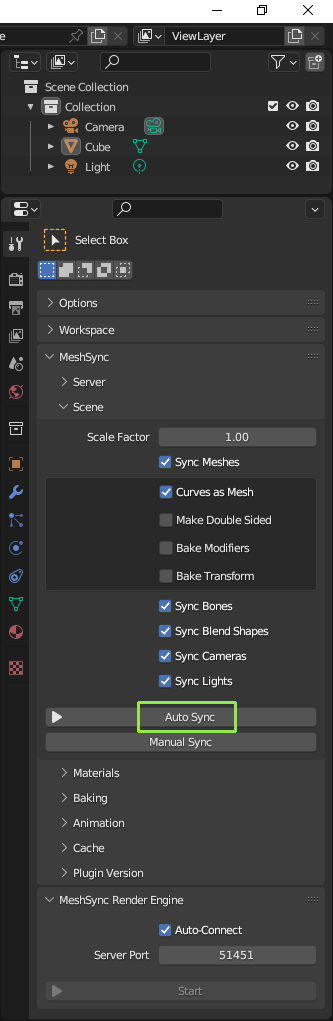 e
ViewLayer
Scene Collection
Collection
Camera
Cube
Light
Select Box
Options
Workspace
MeshSync
Server
Scene
Scale Factor 1.00
Sync Meshes
Curves as Mesh
Make Double Sided
Bake Modifiers
Bake Transform
Sync Bones
Sync Blend Shapes
Sync Cameras
Sync Lights
Auto Sync
Manual Sync
Materials
Baking
Animation
Cache
Plugin Version
MeshSync Render Engine
Auto-Connect
Server Port 51451
Start